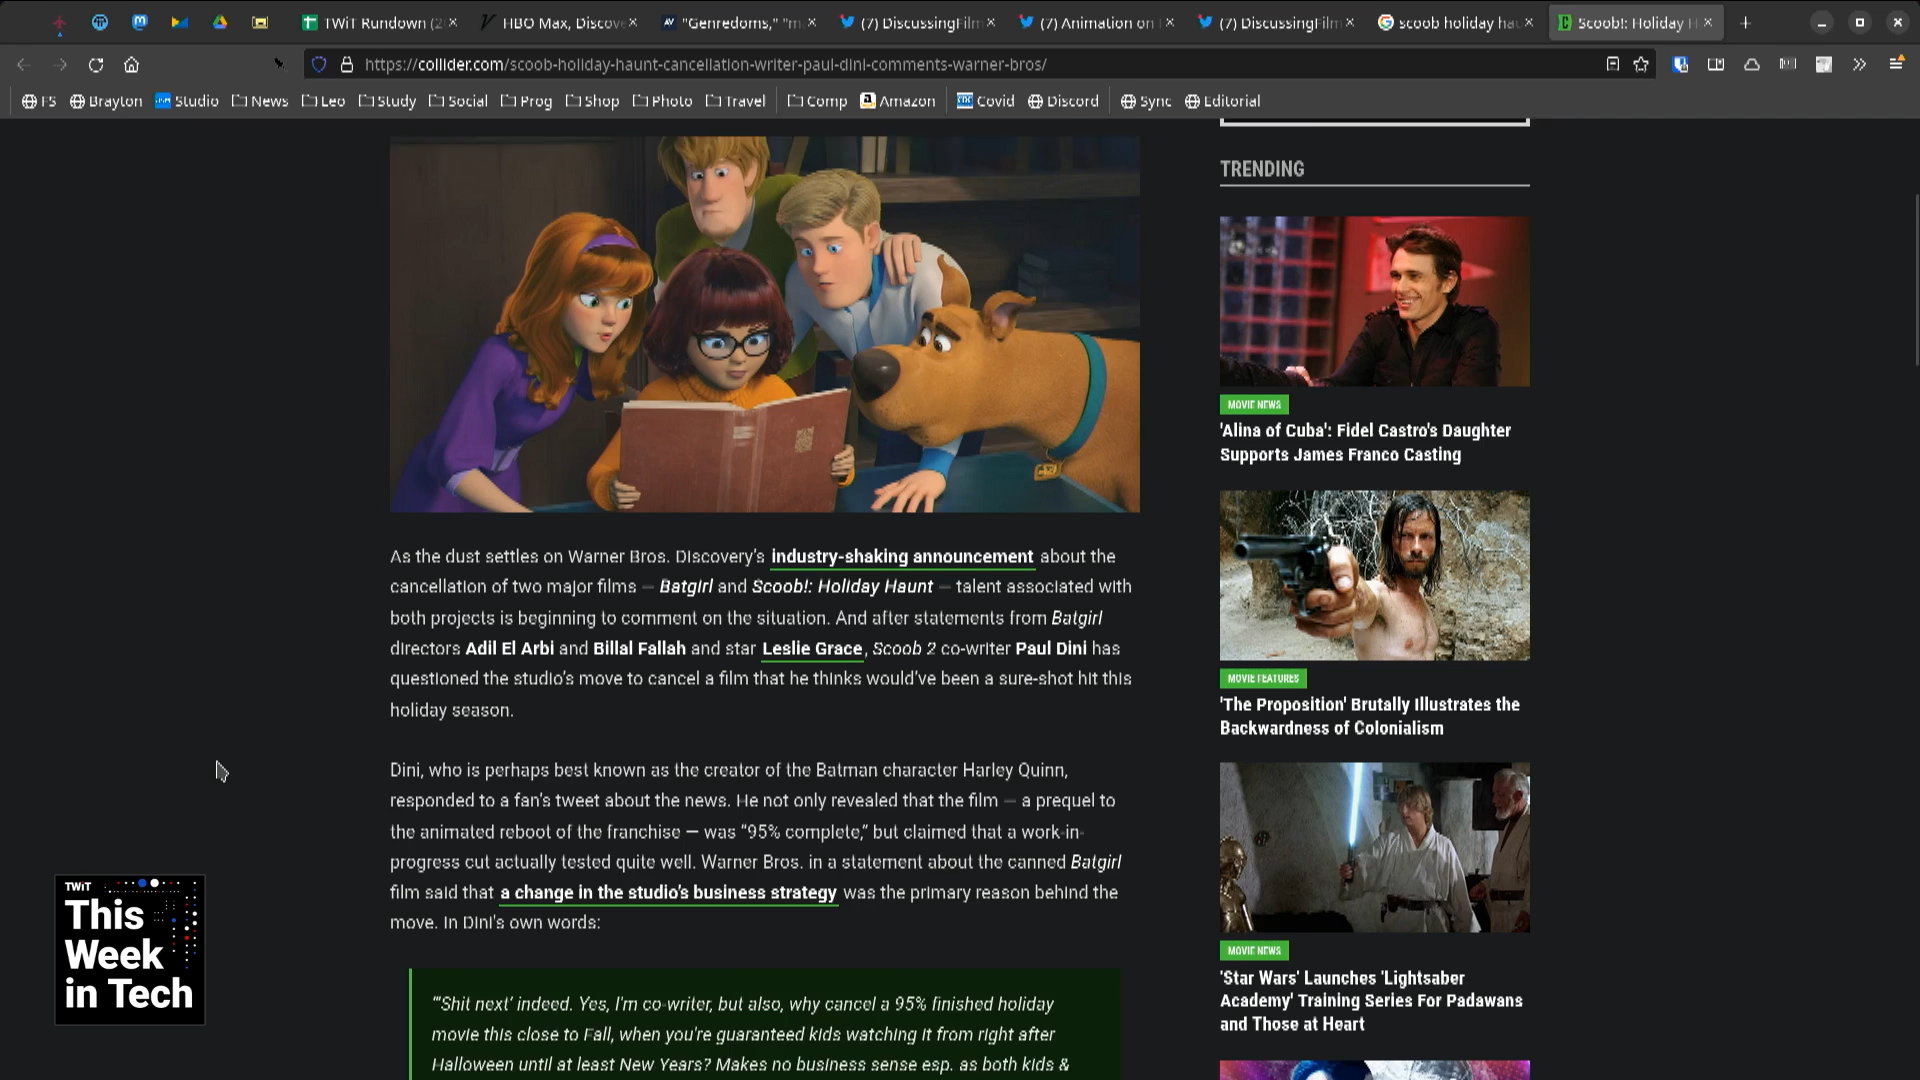 TWiT Rundown (2
HBO Max, Discove
"Genredoms," "m
(7) DiscussingFilm
(7) Animation on
(7) DiscussingFilm
scoob holiday hau
Scoob!: Holiday H
https://collider.com/scoob-holiday-haunt-cancellation-writer-paul-dini-comments-warner-bros/
FS Brayton Studio News Leo Study Social Prog Shop Photo Travel Comp Amazon Covid Discord Sync Editorial
As the dust settles on Warner Bros. Discovery's industry-shaking announcement about the
cancellation of two major films — Batgirl and Scoob!: Holiday Haunt — talent associated with
both projects is beginning to comment on the situation. And after statements from Batgirl
directors Adil El Arbi and Billal Fallah and star Leslie Grace, Scoob 2 co-writer Paul Dini has
questioned the studio's move to cancel a film that he thinks would've been a sure-shot hit this
holiday season.
Dini, who is perhaps best known as the creator of the Batman character Harley Quinn,
responded to a fan's tweet about the news. He not only revealed that the film — a prequel to
the animated reboot of the franchise — was "95% complete," but claimed that a work-in-
progress cut actually tested quite well. Warner Bros. in a statement about the canned Batgirl
film said that a change in the studio's business strategy was the primary reason behind the
move. In Dini's own words:
"'Shit next' indeed. Yes, I'm co-writer, but also, why cancel a 95% finished holiday
movie this close to Fall, when you're guaranteed kids watching it from right after
Halloween until at least New Years? Makes no business sense esp. as both kids &
TRENDING
MOVIE NEWS
'Alina of Cuba': Fidel Castro's Daughter
Supports James Franco Casting
MOVIE FEATURES
'The Proposition' Brutally Illustrates the
Backwardness of Colonialism
MOVIE NEWS
'Star Wars' Launches 'Lightsaber
Academy' Training Series For Padawans
and Those at Heart
TWiT
This
Week
in Tech